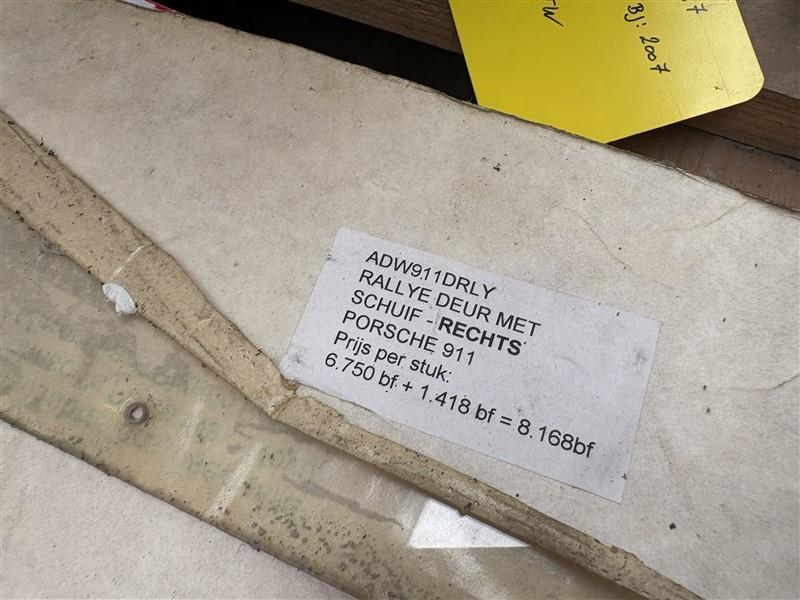 7
Bj: 2007
ADW911DRLY
RALLYE DEUR MET
SCHUIF - RECHTS
PORSCHE 911
Prijs per stuk:
6.750 bf + 1.418 bf = 8.168bf